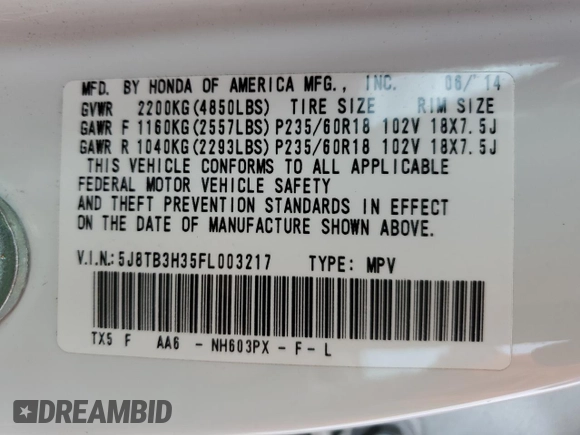 MFD. BY HONDA OF AMERICA MFG., INC. 06/'14
GVWR 2200KG(4850LBS) TIRE SIZE RIM SIZE
GAWR F 1160KG(2557LBS) P235/60R18 102V 18X7.5J
GAWR R 1040KG(2293LBS) P235/60R18 102V 18X7.5J
THIS VEHICLE CONFORMS TO ALL APPLICABLE
FEDERAL MOTOR VEHICLE SAFETY
AND THEFT PREVENTION STANDARDS IN EFFECT
ON THE DATE OF MANUFACTURE SHOWN ABOVE.
V.I.N.:5J8TB3H35FL003217 TYPE: MPV
TX5 F AA6 - NH603PX - F - L
DREAMBID